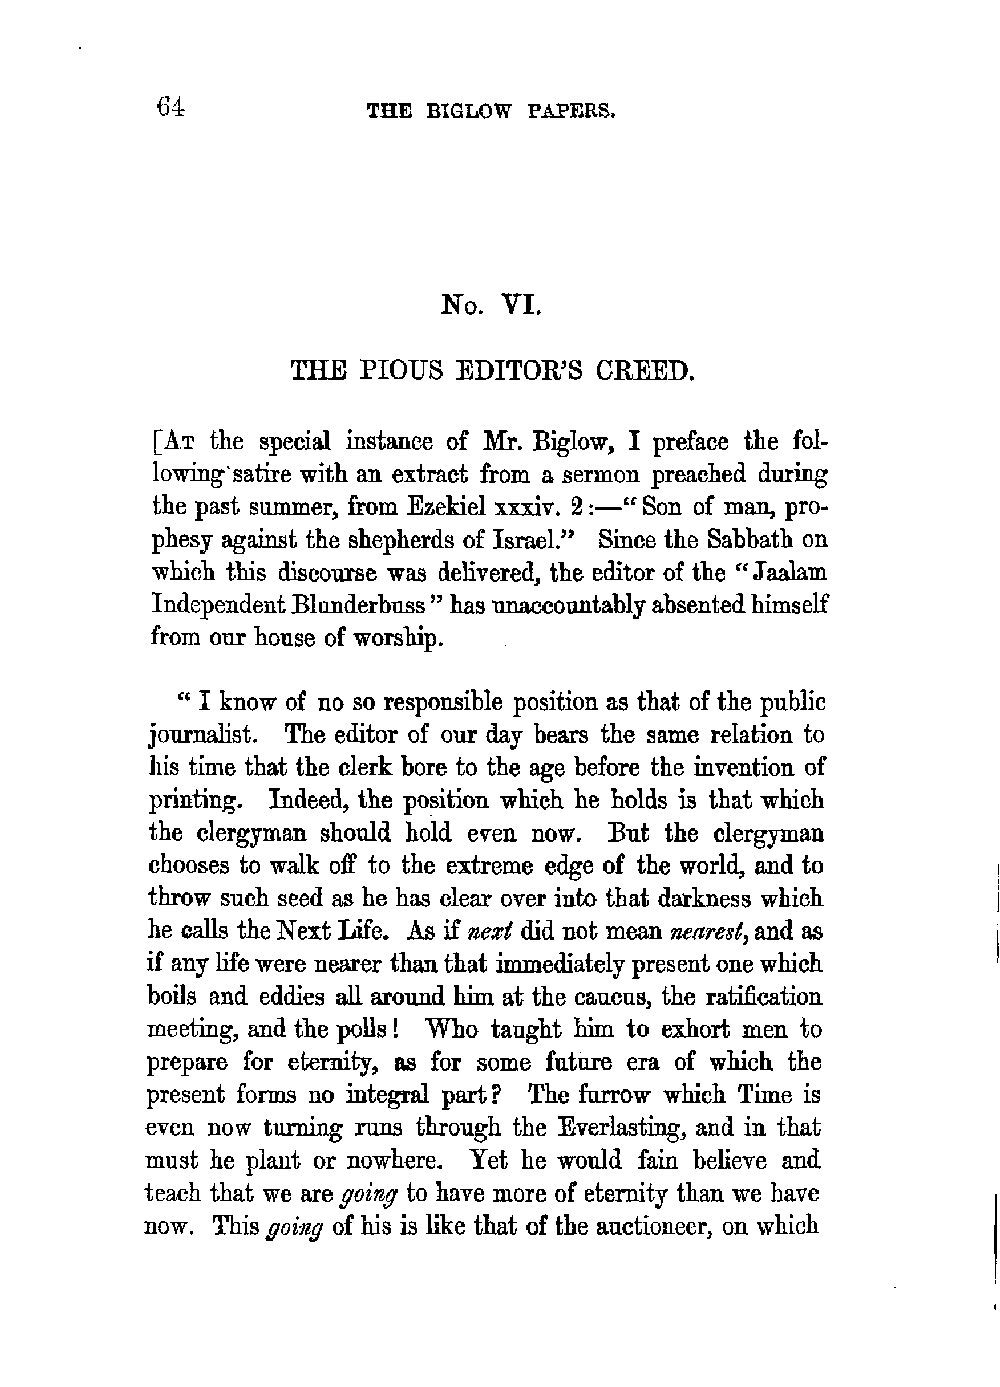 64 THE BIGLOW PAPERS.
No. VI.
THE PIOUS EDITOR'S CREED.
[AT the special instance of Mr. Biglow, I preface the fol-
lowing satire with an extract from a sermon preached during
the past summer, from Ezekiel xxxiv. 2:—“Son of man, pro-
phesy against the shepherds of Israel.” Since the Sabbath on
which this discourse was delivered, the editor of the “Jaalam
Independent Blunderbuss” has unaccountably absented himself
from our house of worship.
“I know of no so responsible position as that of the public
journalist. The editor of our day bears the same relation to
his time that the clerk bore to the age before the invention of
printing. Indeed, the position which he holds is that which
the clergyman should hold even now. But the clergyman
chooses to walk off to the extreme edge of the world, and to
throw such seed as he has clear over into that darkness which
he calls the Next Life. As if next did not mean nearest, and as
if any life were nearer than that immediately present one which
boils and eddies all around him at the caucus, the ratification
meeting, and the polls! Who taught him to exhort men to
prepare for eternity, as for some future era of which the
present forms no integral part? The furrow which Time is
even now turning runs through the Everlasting, and in that
must he plant or nowhere. Yet he would fain believe and
teach that we are going to have more of eternity than we have
now. This going of his is like that of the auctioneer, on which